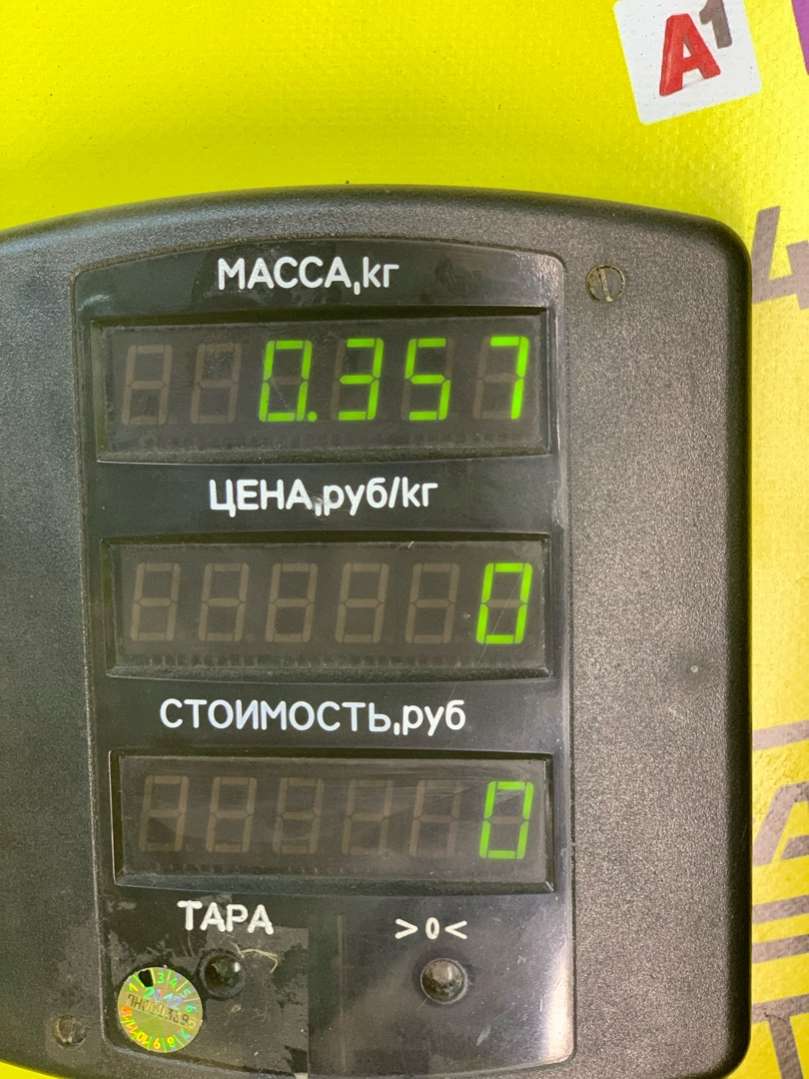 A1
МАССА,кг
0.357
ЦЕНА,руб/кг
0
СТОИМОСТЬ,руб
0
ТАРА
>0<